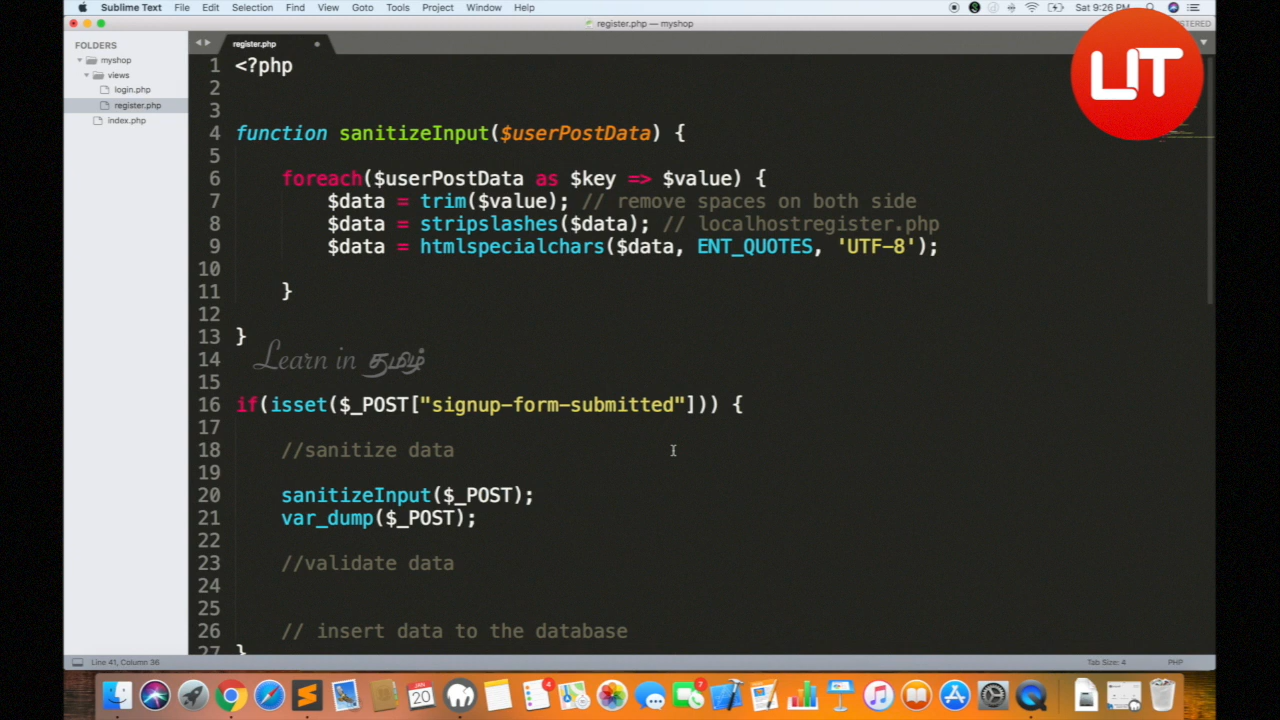 Sublime Text File Edit Selection Find View Goto Tools Project Window Help Sat 9:26 PM
register.php — myshop
LIT
FOLDERS
myshop
views
login.php
register.php
index.php
register.php
1 <?php
2
3
4 function sanitizeInput($userPostData) {
5
6 foreach($userPostData as $key => $value) {
7 $data = trim($value); // remove spaces on both side
8 $data = stripslashes($data); // localhostregister.php
9 $data = htmlspecialchars($data, ENT_QUOTES, 'UTF-8');
10
11 }
12
13 }
14
Learn in தமிழ்
15
16 if(isset($_POST["signup-form-submitted"])) {
17
18 //sanitize data
19
20 sanitizeInput($_POST);
21 var_dump($_POST);
22
23 //validate data
24
25
26 // insert data to the database
27 }
Line 41, Column 36 Tab Size: 4 PHP
20
4
7